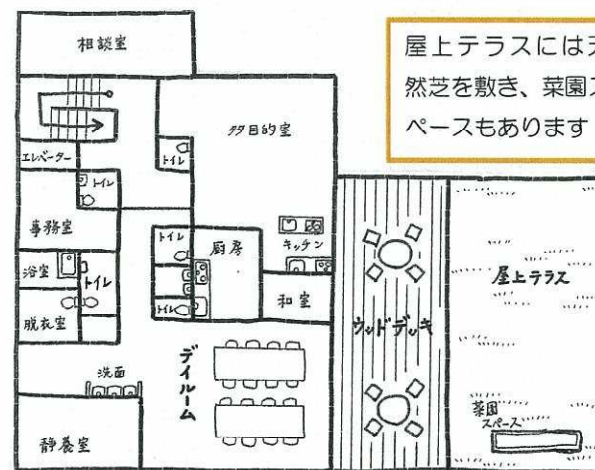 相談室
屋上テラスには天
然芝を敷き、菜園ス
ペースもあります
多目的室
トイレ
エレベーター
トイレ
事務室
トイレ
厨房
キッチン
浴室
トイレ
和室
トイレ
脱衣室
ウッドデッキ
屋上テラス
デイルーム
洗面
静養室
菜園
スペース